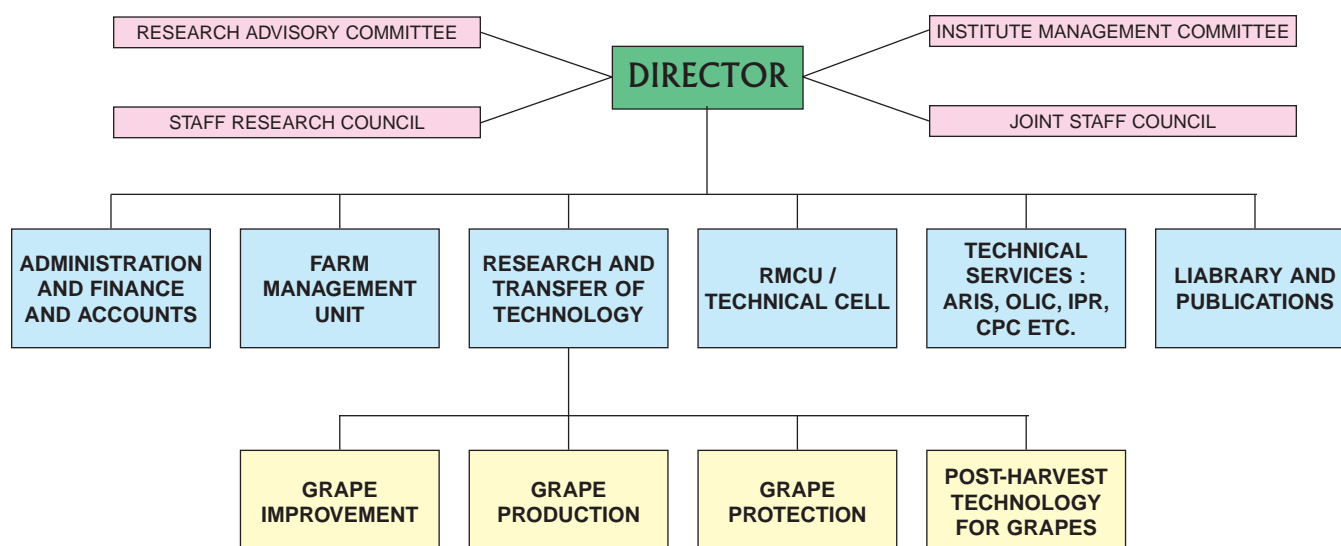 RESEARCH ADVISORY COMMITTEE
INSTITUTE MANAGEMENT COMMITTEE
DIRECTOR
STAFF RESEARCH COUNCIL
JOINT STAFF COUNCIL
ADMINISTRATION
AND FINANCE
AND ACCOUNTS
FARM
MANAGEMENT
UNIT
RESEARCH AND
TRANSFER OF
TECHNOLOGY
RMCU /
TECHNICAL CELL
TECHNICAL
SERVICES :
ARIS, OLIC, IPR,
CPC ETC.
LIABRARY AND
PUBLICATIONS
GRAPE
IMPROVEMENT
GRAPE
PRODUCTION
GRAPE
PROTECTION
POST-HARVEST
TECHNOLOGY
FOR GRAPES